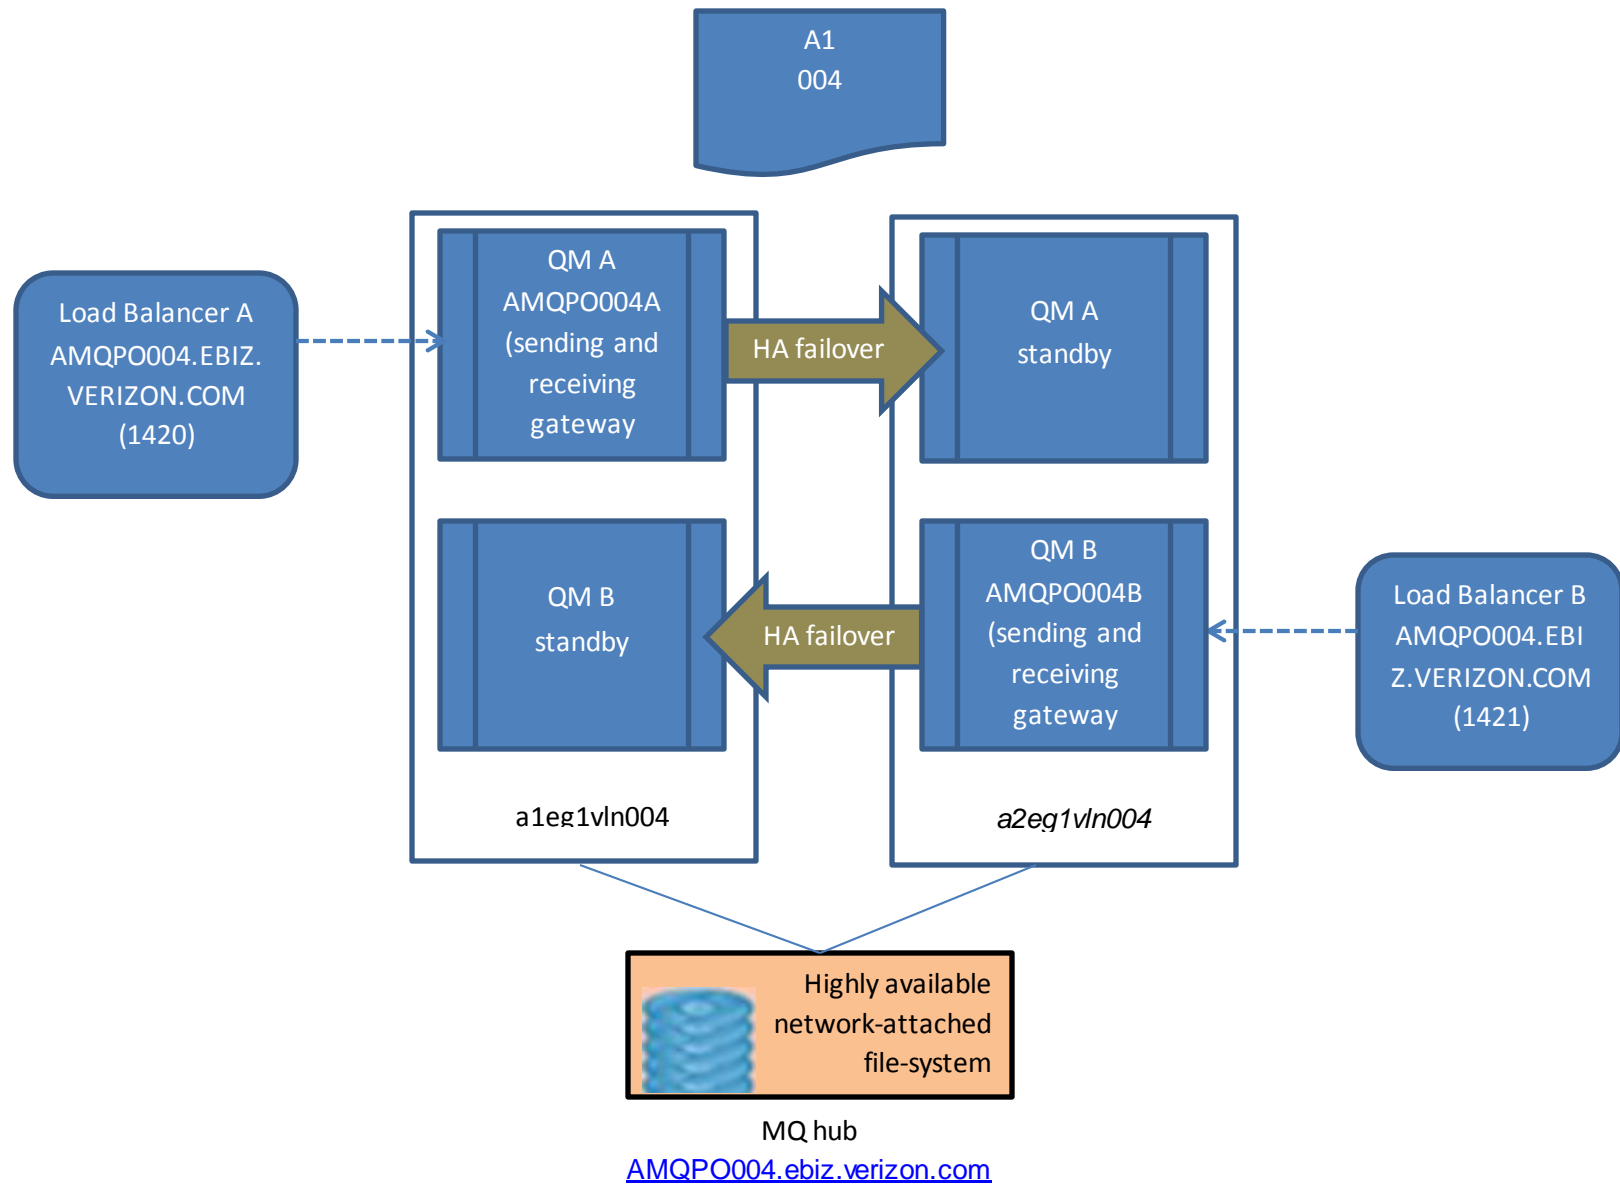 A1
004
Load Balancer A
AMQPO004.EBIZ.
VERIZON.COM
(1420)
QM A
AMQPO004A
(sending and
receiving
gateway
HA failover
QM A
standby
QM B
standby
HA failover
QM B
AMQPO004B
(sending and
receiving
gateway
Load Balancer B
AMQPO004.EBI
Z.VERIZON.COM
(1421)
a1eg1vln004
a2eg1vln004
Highly available
network-attached
file-system
MQ hub
AMQPO004.ebiz.verizon.com